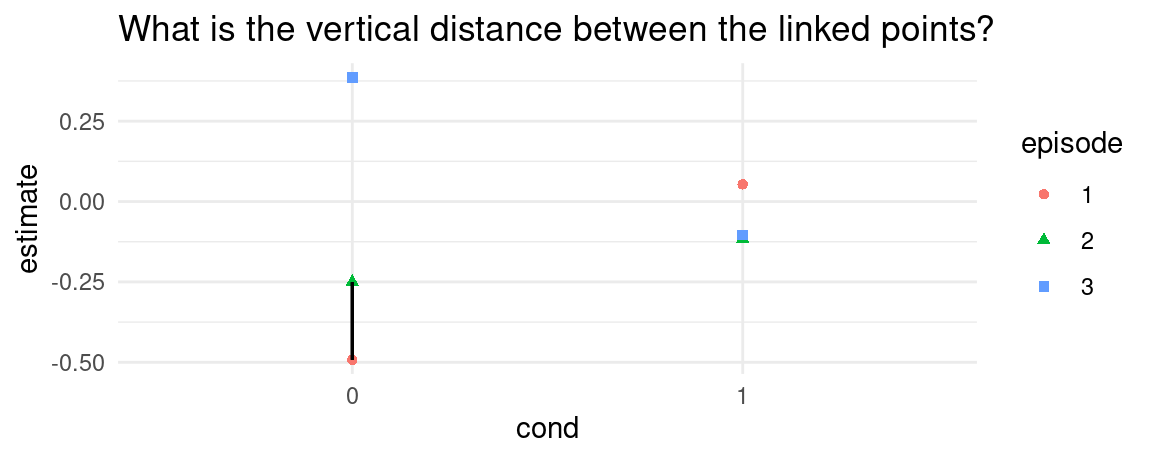 What is the vertical distance between the linked points?
estimate
0.25
0.00
-0.25
-0.50
0
1
cond
episode
1
2
3